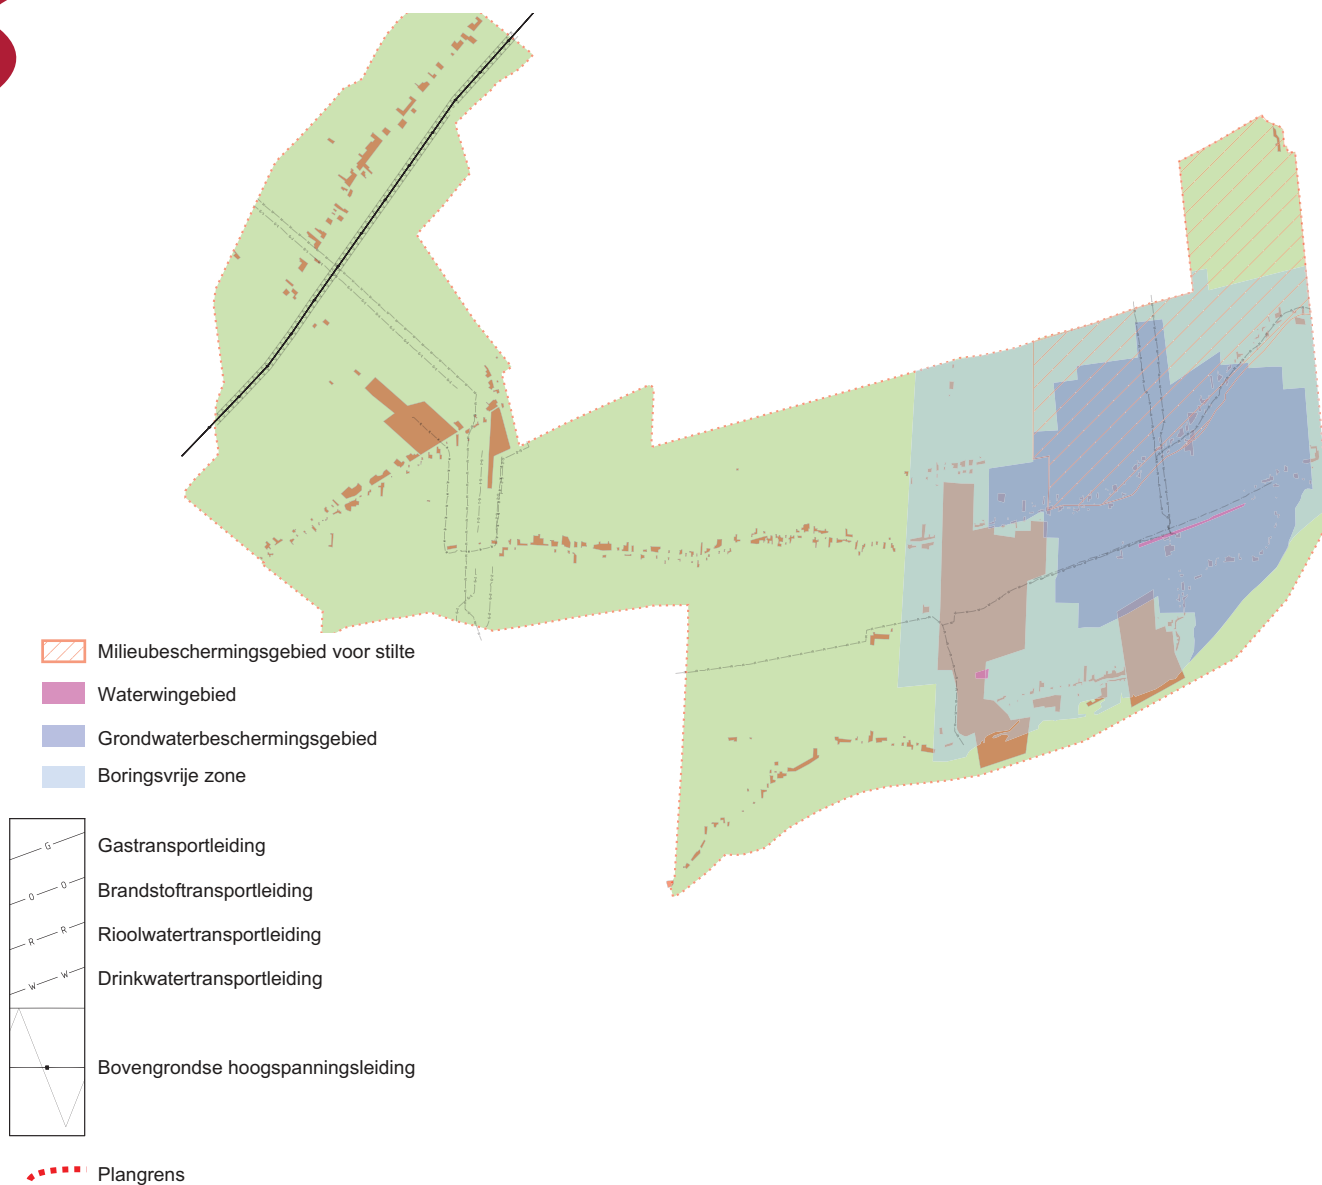 Milieubeschermingsgebied voor stilte
Waterwingebied
Grondwaterbeschermingsgebied
Boringsvrije zone
G
Gastransportleiding
O O
Brandstoftransportleiding
R R
Rioolwatertransportleiding
W W
Drinkwatertransportleiding
Bovengrondse hoogspanningsleiding
Plangrens